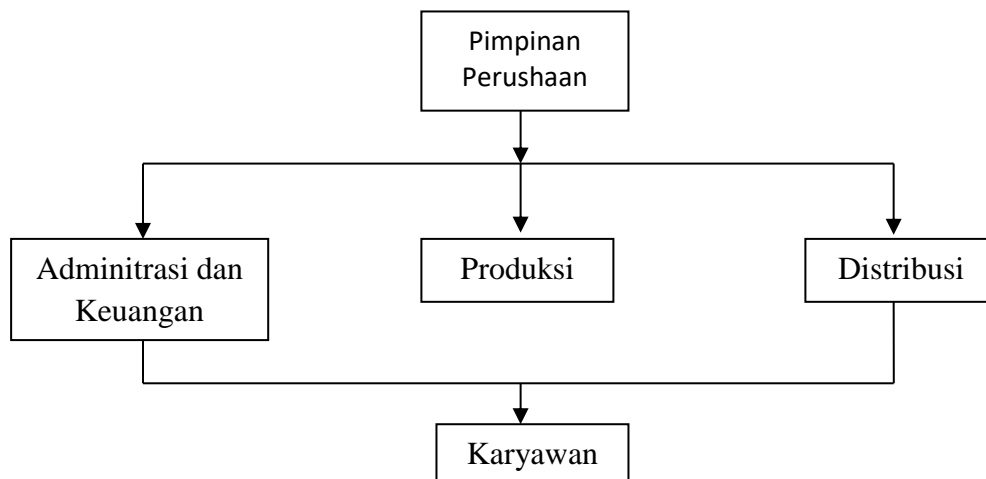 Pimpinan
Perushaan
Adminitrasi dan
Keuangan
Produksi
Distribusi
Karyawan